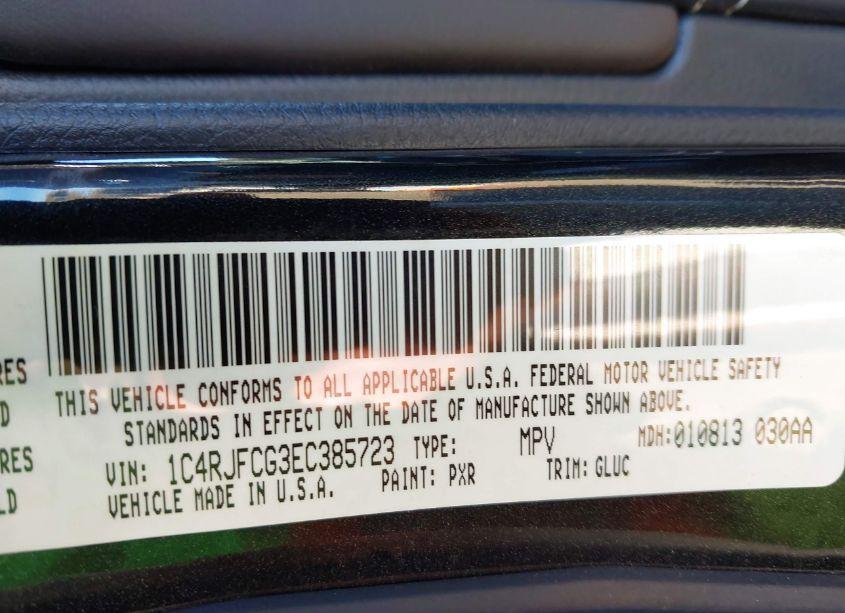 THIS VEHICLE CONFORMS TO ALL APPLICABLE U.S.A. FEDERAL MOTOR VEHICLE SAFETY
STANDARDS IN EFFECT ON THE DATE OF MANUFACTURE SHOWN ABOVE.
VIN: 1C4RJFCG3EC385723 TYPE: MPV MDH:010813 030AA
VEHICLE MADE IN U.S.A. PAINT: PXR TRIM: GLUC
RES
D
RES
LD